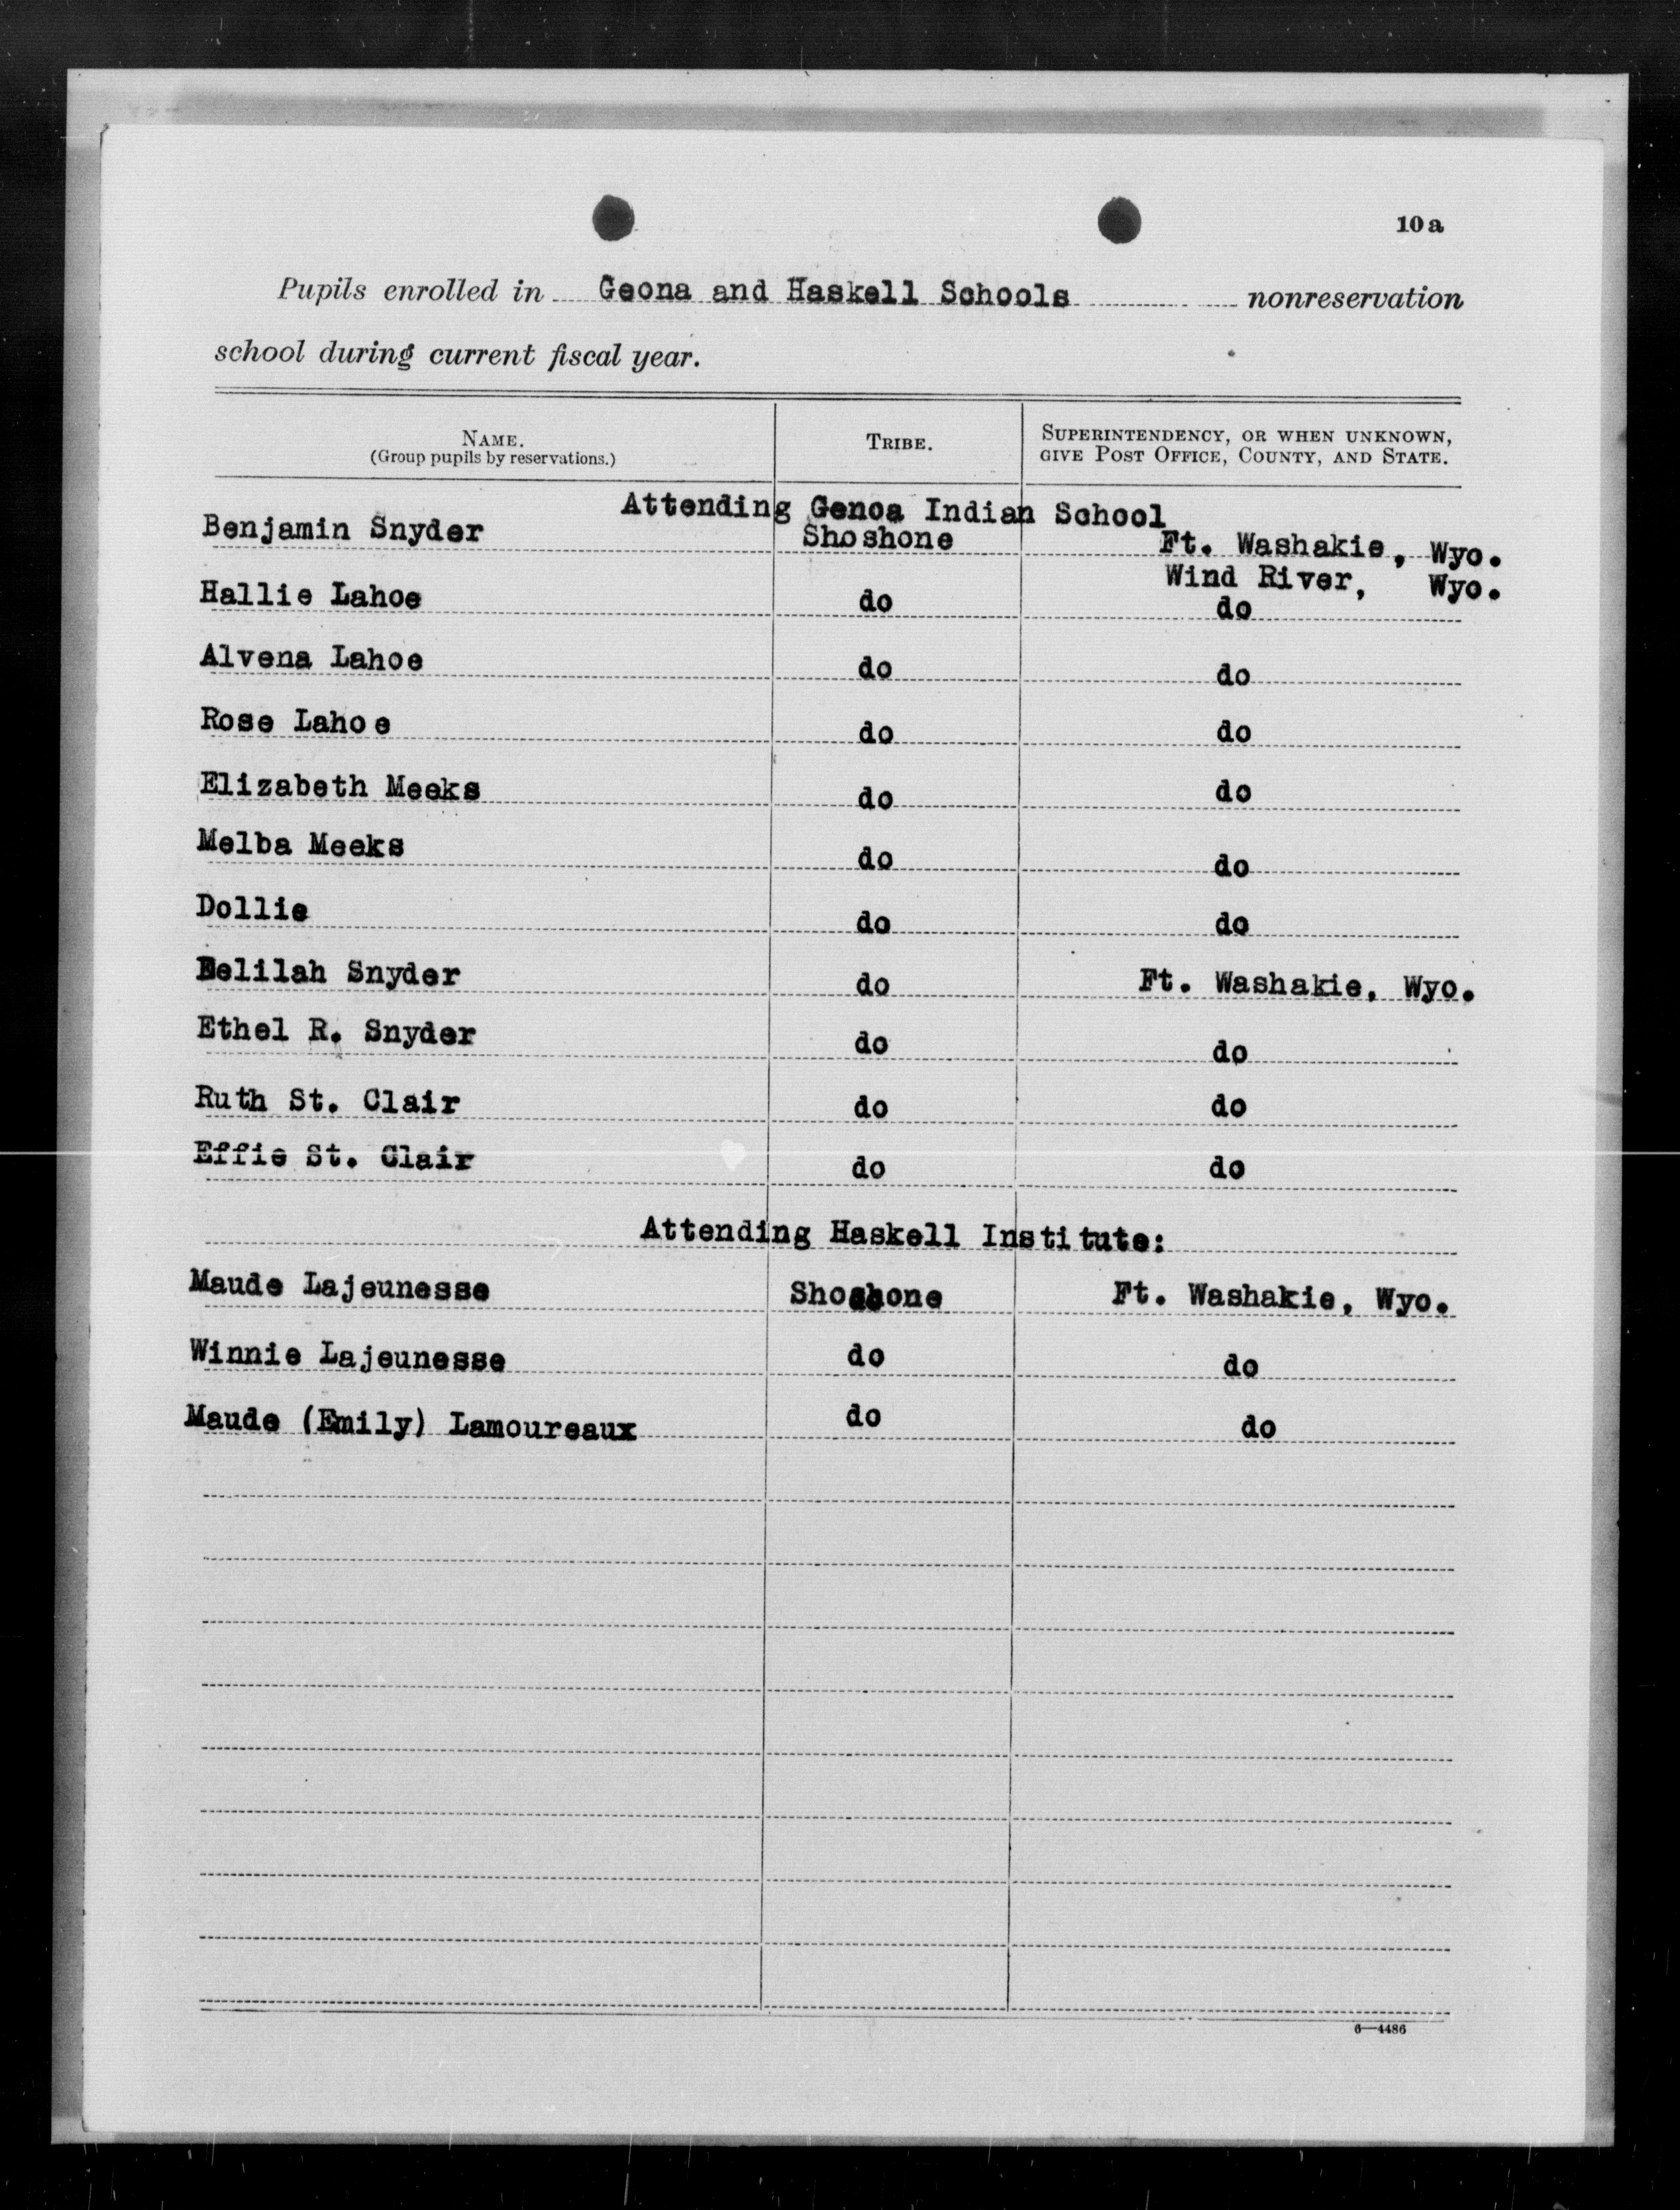 10 a
Pupils enrolled in Geona and Haskell Schools nonreservation
school during current fiscal year.
NAME. TRIBE. SUPERINTENDENCY, OR WHEN UNKNOWN,
(Group pupils by reservations.) GIVE POST OFFICE, COUNTY, AND STATE.
Attending Genoa Indian School
Benjamin Snyder Shoshone Ft. Washakie, Wyo.
Wind River, Wyo.
Hallie Lahoe do do
Alvena Lahoe do do
Rose Lahoe do do
Elizabeth Meeks do do
Melba Meeks do do
Dollie do do
Delilah Snyder do Ft. Washakie, Wyo.
Ethel R. Snyder do do
Ruth St. Clair do do
Effie St. Clair do do
Attending Haskell Institute:
Maude Lajeunesse Shoshone Ft. Washakie, Wyo.
Winnie Lajeunesse do do
Maude (Emily) Lamoureaux do do
6—4486